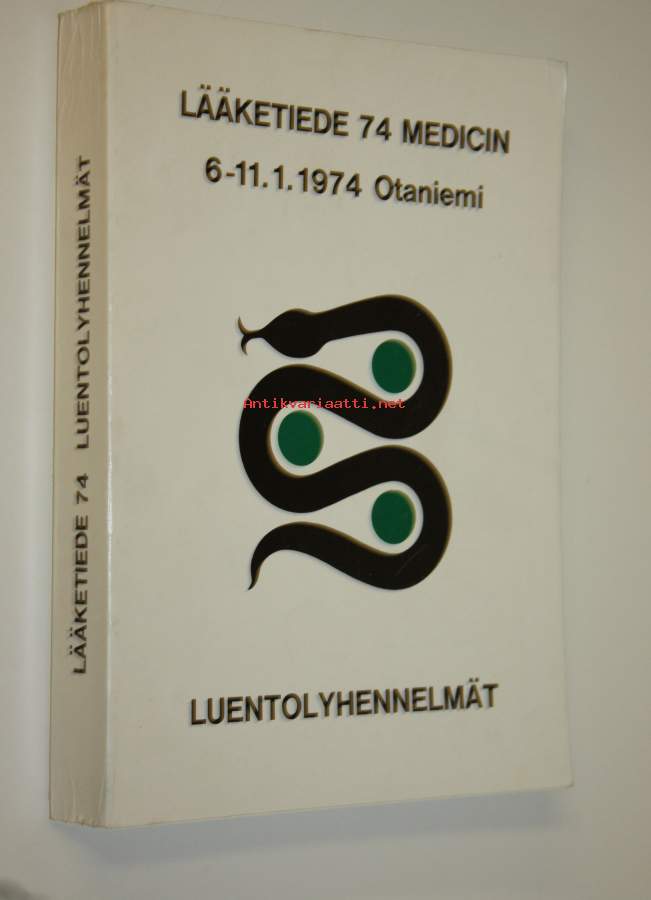 LÄÄKETIEDE 74 MEDICIN
6-11.1.1974 Otaniemi
Antikvariaatti.net
LUENTOLYHENNELMÄT
LÄÄKETIEDE 74 LUENTOLYHENNELMÄT